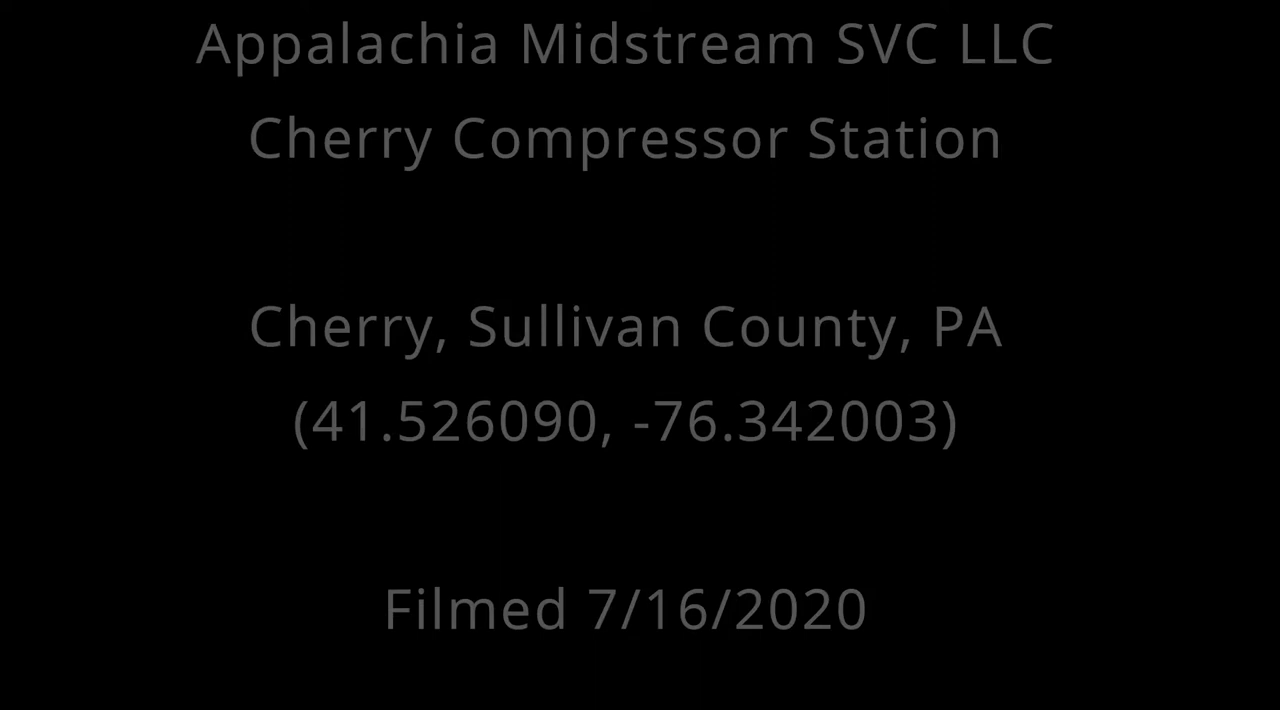 Appalachia Midstream SVC LLC
Cherry Compressor Station
Cherry, Sullivan County, PA
(41.526090, -76.342003)
Filmed 7/16/2020